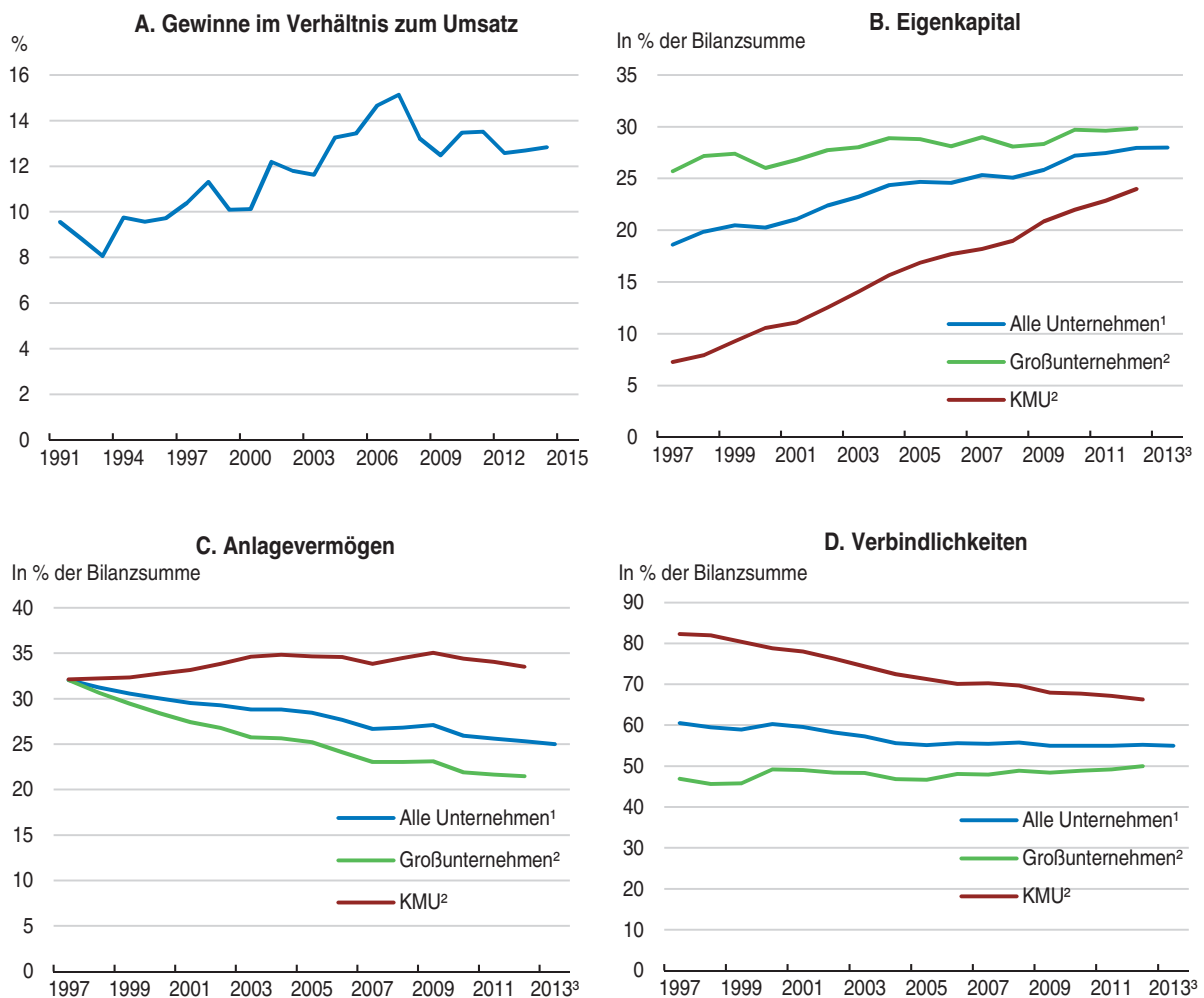 A. Gewinne im Verhältnis zum Umsatz
%
16
14
12
10
8
6
4
2
0
1991 1994 1997 2000 2003 2006 2009 2012 2015
B. Eigenkapital
In % der Bilanzsumme
35
30
25
20
15
10
5
0
Alle Unternehmen¹
Großunternehmen²
KMU²
1997 1999 2001 2003 2005 2007 2009 2011 2013³
C. Anlagevermögen
In % der Bilanzsumme
40
35
30
25
20
15
10
5
0
Alle Unternehmen¹
Großunternehmen²
KMU²
1997 1999 2001 2003 2005 2007 2009 2011 2013³
D. Verbindlichkeiten
In % der Bilanzsumme
90
80
70
60
50
40
30
20
10
0
Alle Unternehmen¹
Großunternehmen²
KMU²
1997 1999 2001 2003 2005 2007 2009 2011 2013³